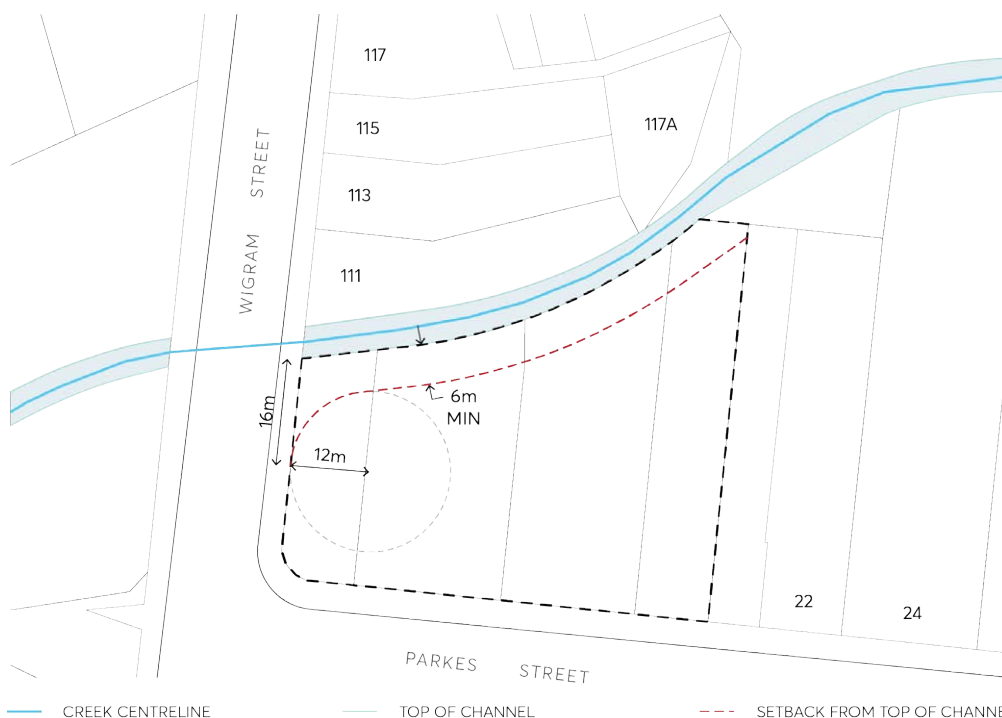 117
115
117A
113
111
WIGRAM STREET
16m
12m
6m
MIN
22
24
PARKES STREET
CREEK CENTRELINE
TOP OF CHANNEL
SETBACK FROM TOP OF CHANNE